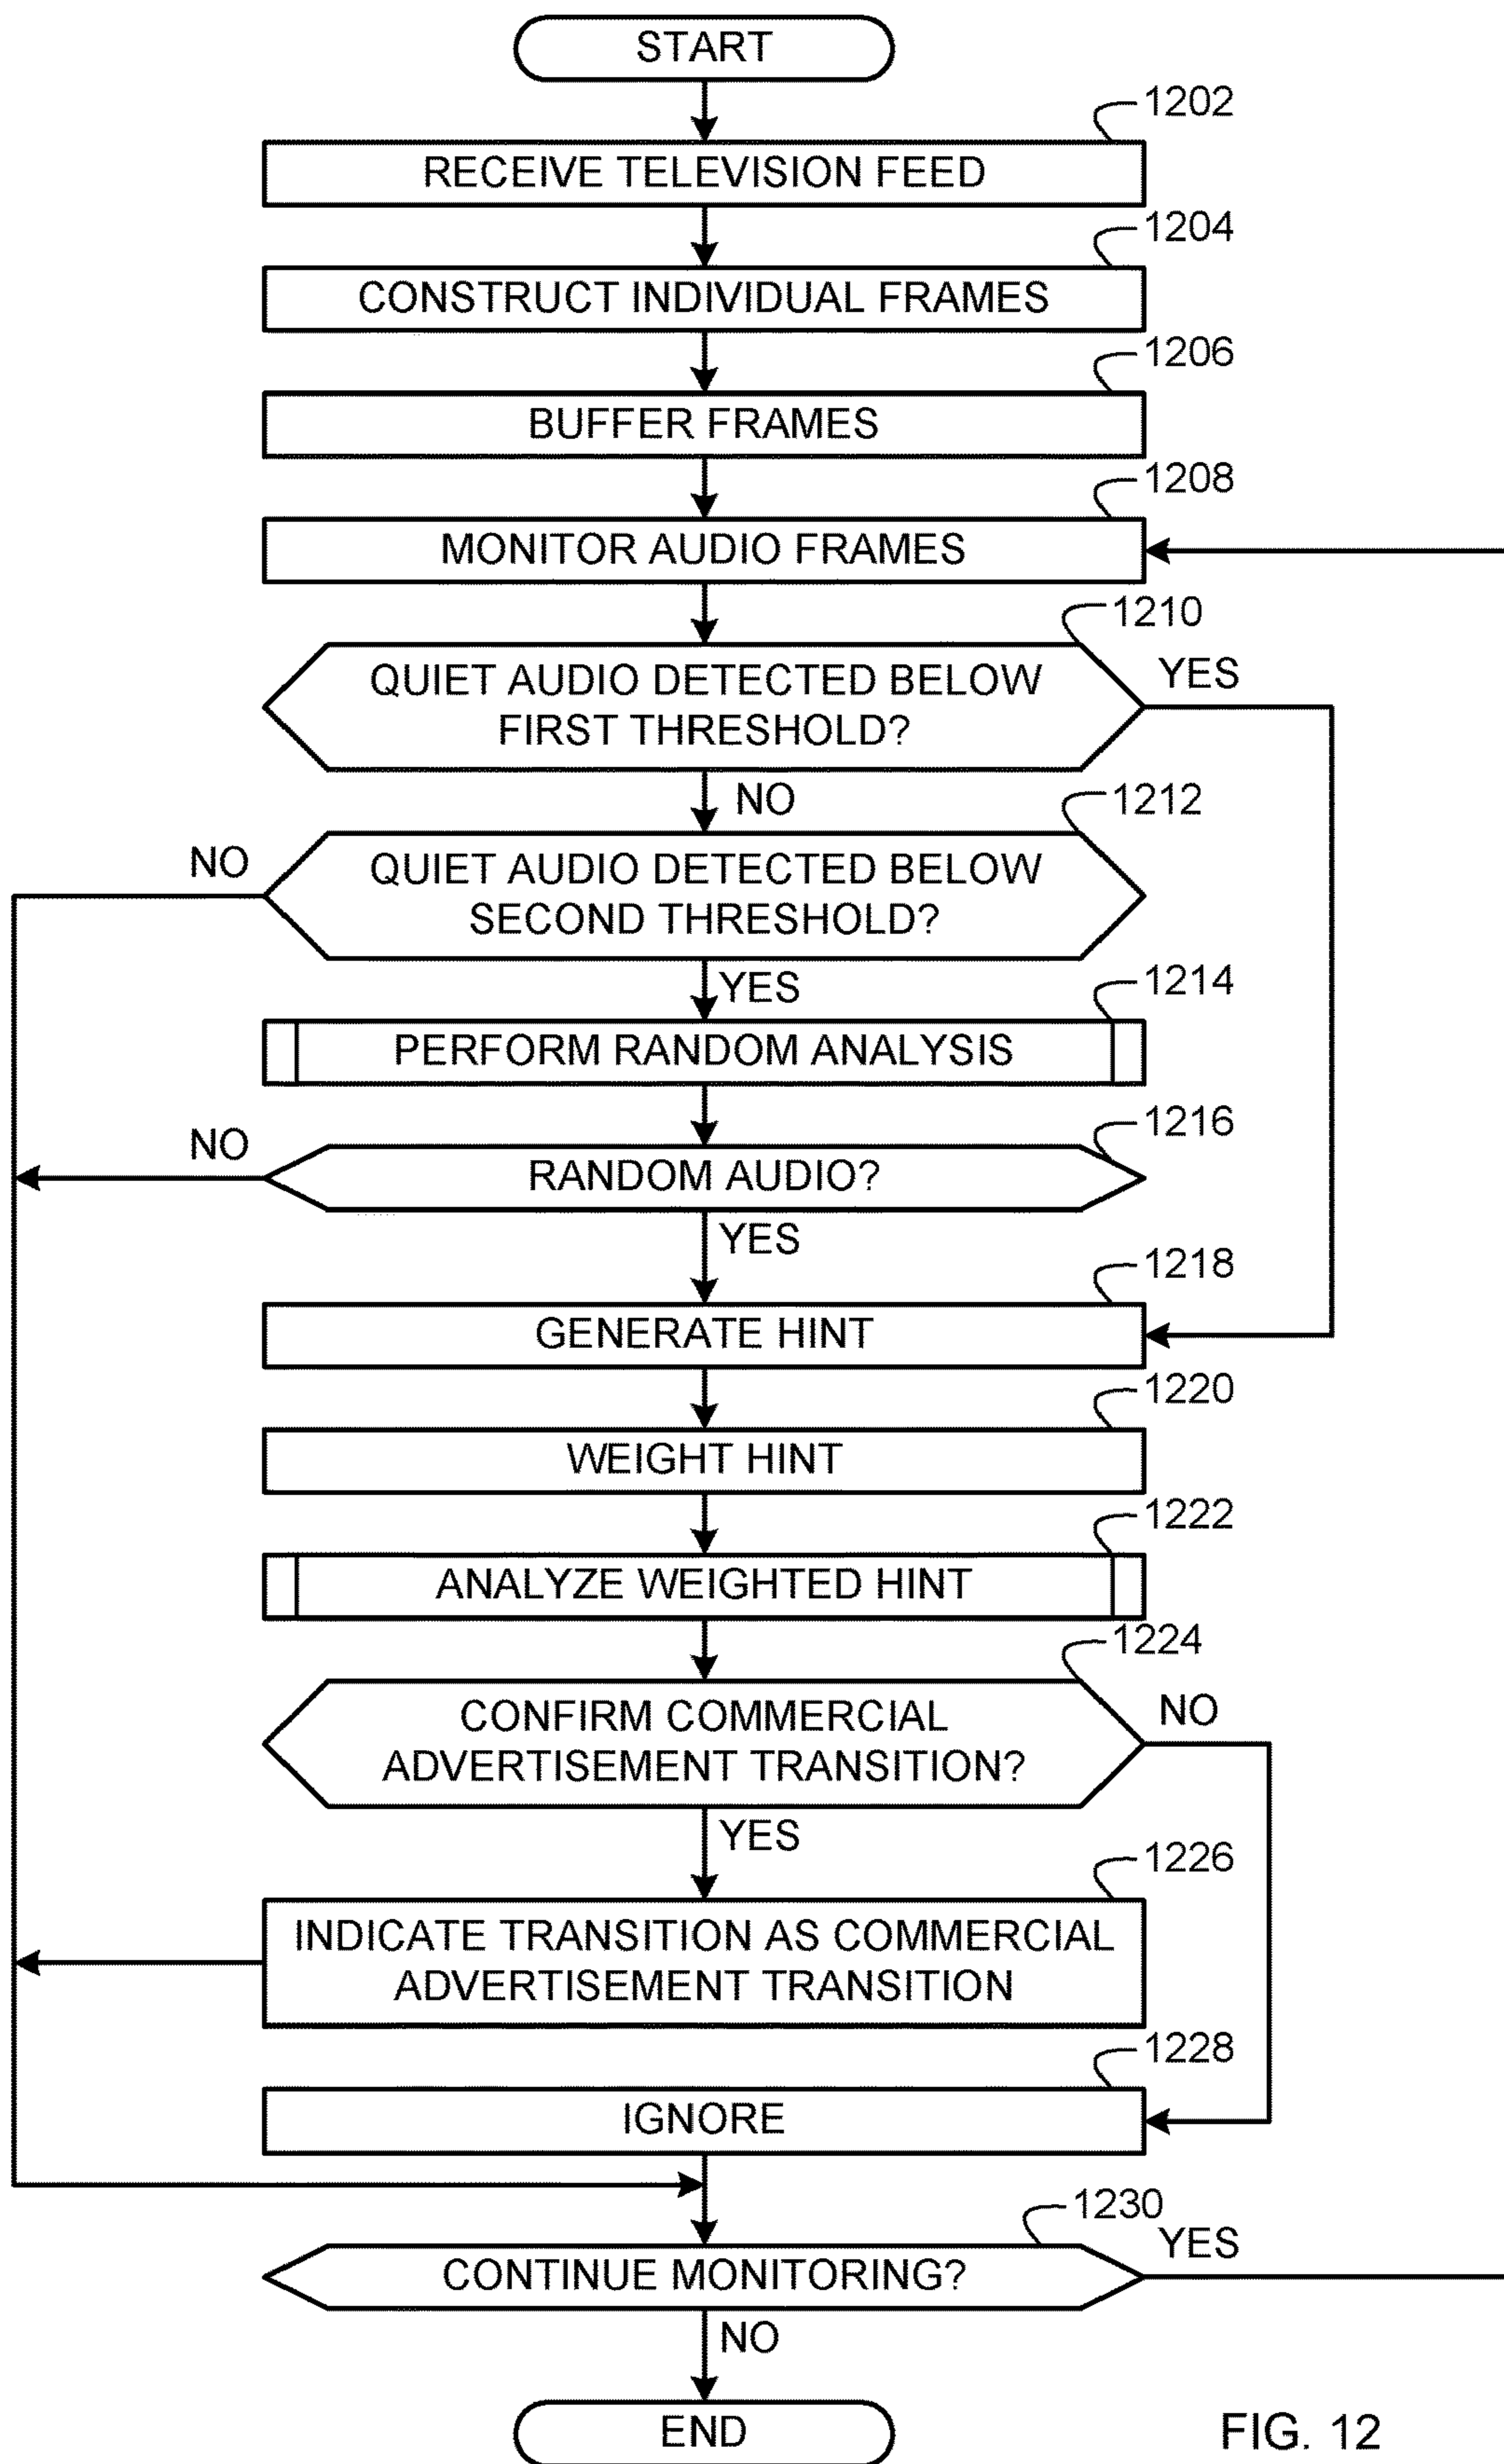 START
1202
RECEIVE TELEVISION FEED
1204
CONSTRUCT INDIVIDUAL FRAMES
1206
BUFFER FRAMES
1208
MONITOR AUDIO FRAMES
1210
QUIET AUDIO DETECTED BELOW
FIRST THRESHOLD?
YES
NO
1212
NO
QUIET AUDIO DETECTED BELOW
SECOND THRESHOLD?
YES
1214
PERFORM RANDOM ANALYSIS
1216
NO
RANDOM AUDIO?
YES
1218
GENERATE HINT
1220
WEIGHT HINT
1222
ANALYZE WEIGHTED HINT
1224
CONFIRM COMMERCIAL
ADVERTISEMENT TRANSITION?
NO
YES
1226
INDICATE TRANSITION AS COMMERCIAL
ADVERTISEMENT TRANSITION
1228
IGNORE
1230
YES
CONTINUE MONITORING?
NO
END
FIG. 12